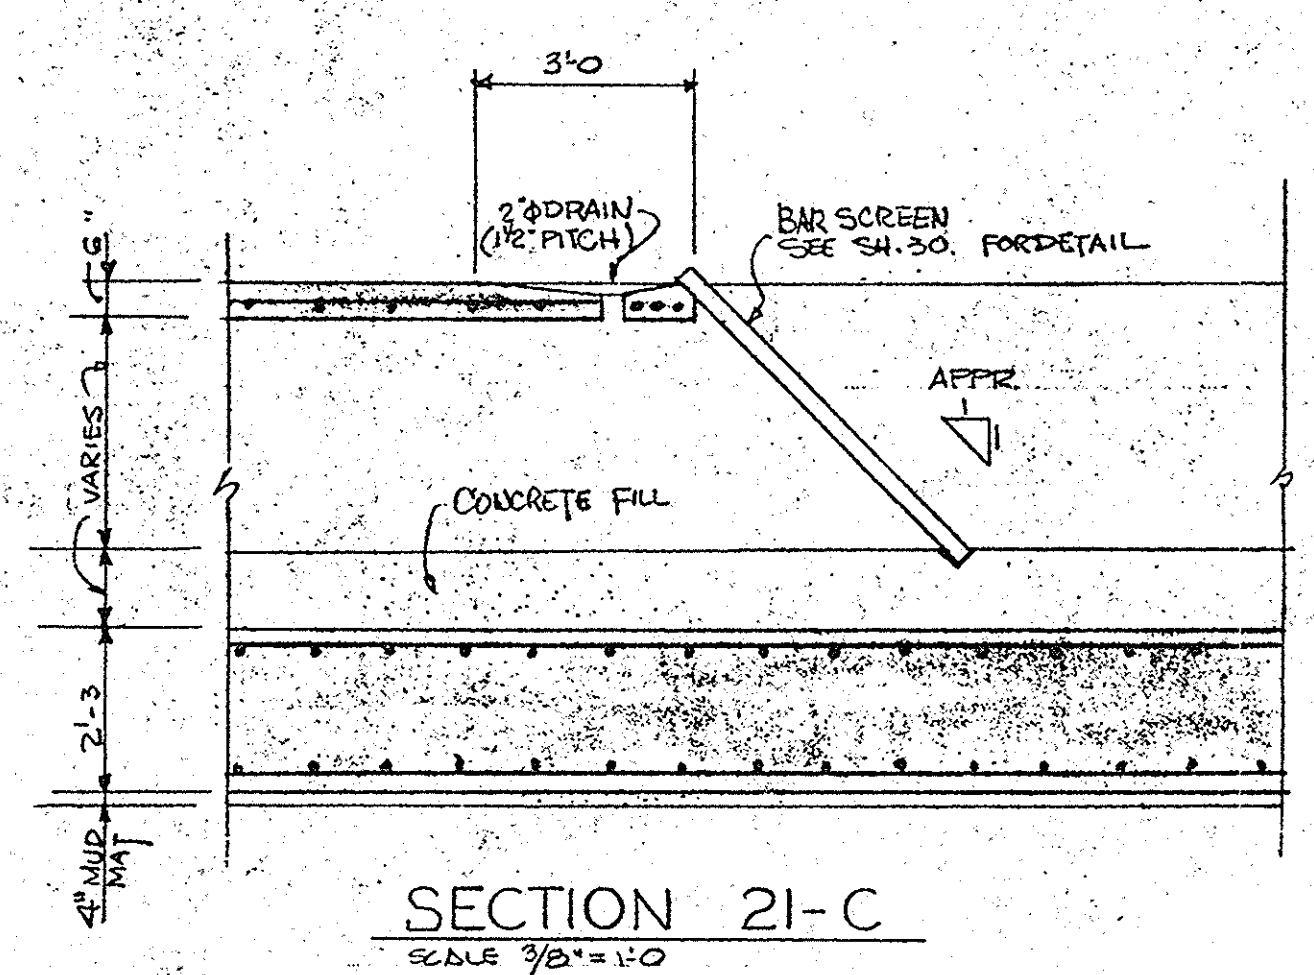 3'-0
2"ΦDRAIN
(1½" PITCH)
BAR SCREEN
SEE SH.30. FOR DETAIL
6"
VARIES
APPR.
1
1
CONCRETE FILL
2'-3
4" MUD
MAT
SECTION 21-C
SCALE 3/8" = 1'-0